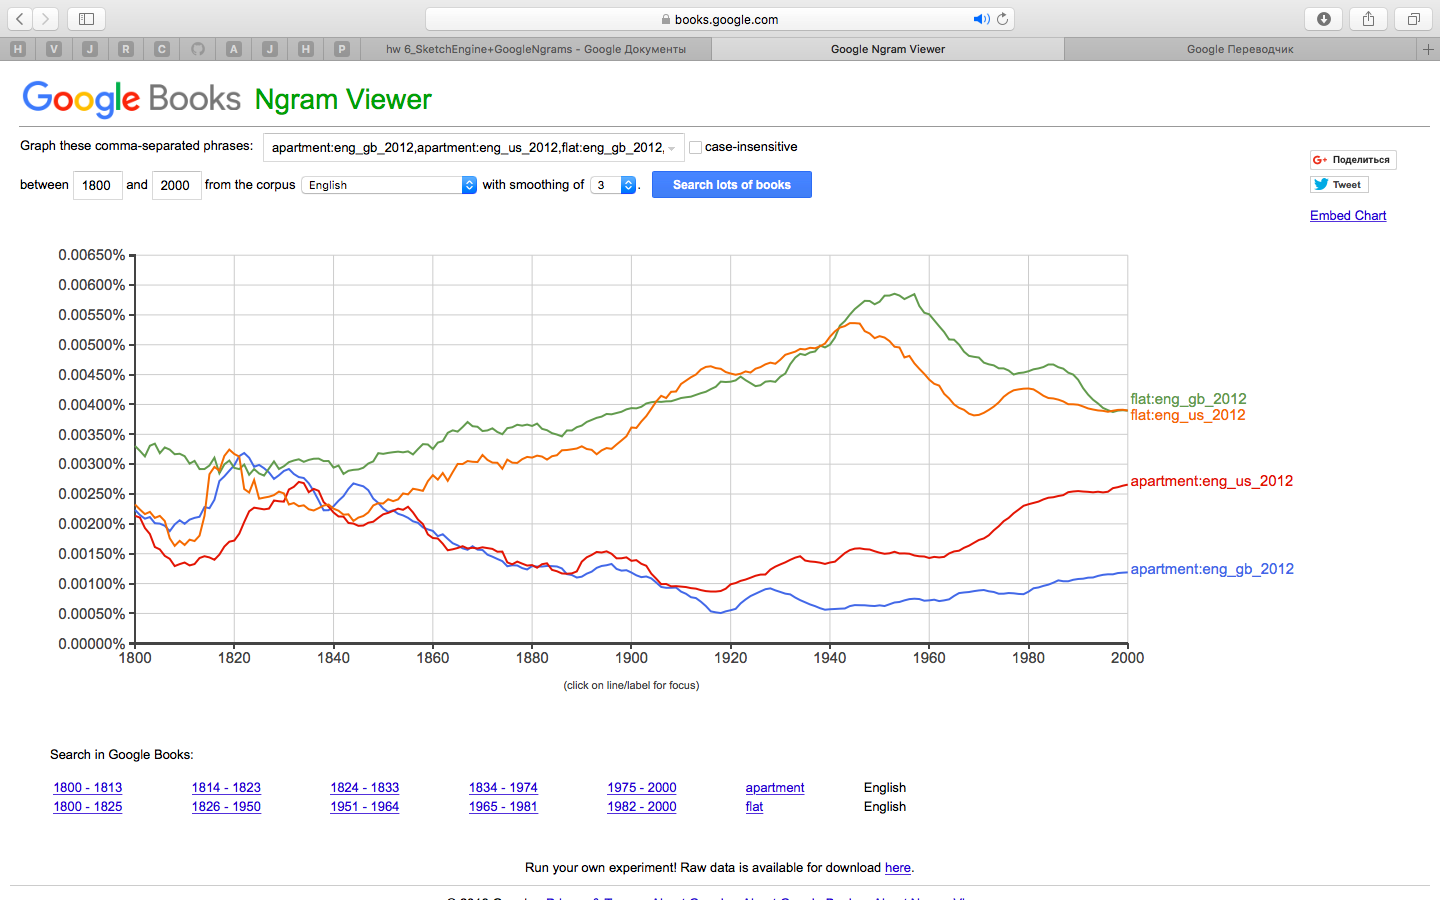 books.google.com
H V J R C A J H P hw 6_SketchEngine+GoogleNgrams - Google Документы Google Ngram Viewer Google Переводчик
Google Books Ngram Viewer
Graph these comma-separated phrases: apartment:eng_gb_2012,apartment:eng_us_2012,flat:eng_gb_2012, case-insensitive
between 1800 and 2000 from the corpus English with smoothing of 3 . Search lots of books
G+ Поделиться
Tweet
Embed Chart
0.00650%
0.00600%
0.00550%
0.00500%
0.00450%
0.00400%
0.00350%
0.00300%
0.00250%
0.00200%
0.00150%
0.00100%
0.00050%
0.00000%
flat:eng_gb_2012
flat:eng_us_2012
apartment:eng_us_2012
apartment:eng_gb_2012
1800 1820 1840 1860 1880 1900 1920 1940 1960 1980 2000
(click on line/label for focus)
Search in Google Books:
1800 - 1813 1814 - 1823 1824 - 1833 1834 - 1974 1975 - 2000 apartment English
1800 - 1825 1826 - 1950 1951 - 1964 1965 - 1981 1982 - 2000 flat English
Run your own experiment! Raw data is available for download here.